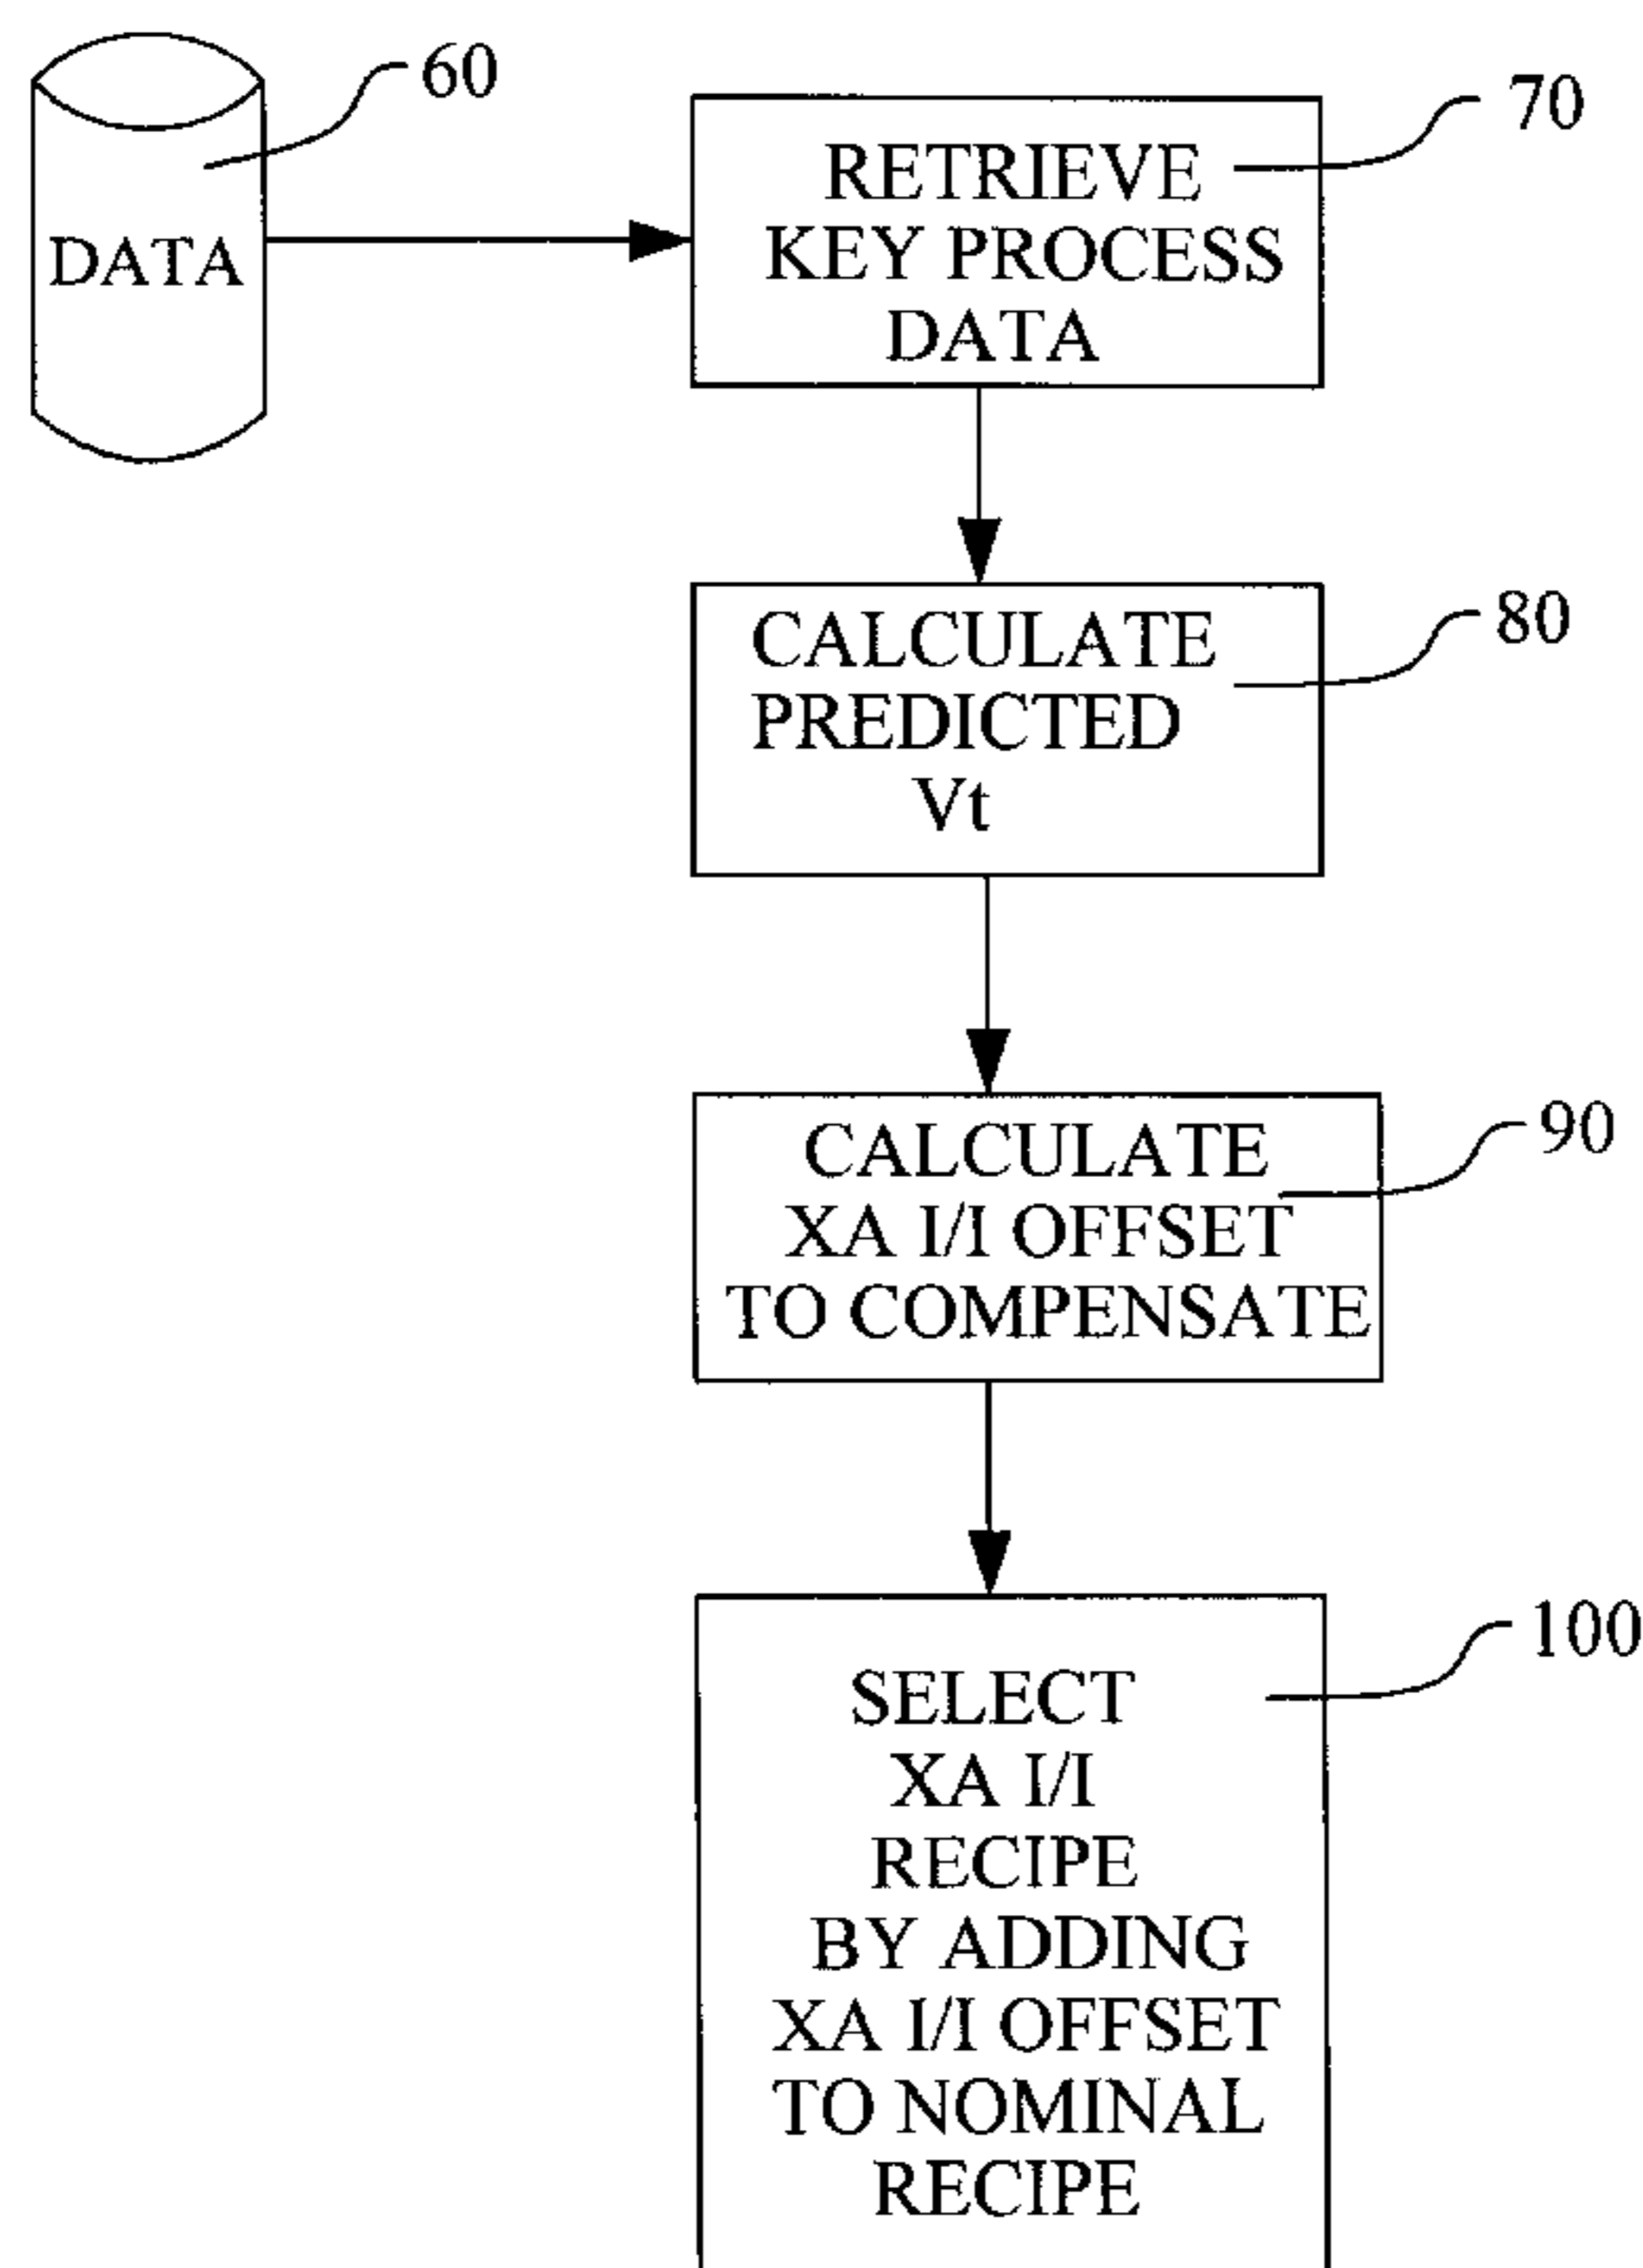 60
DATA
70
RETRIEVE
KEY PROCESS
DATA
80
CALCULATE
PREDICTED
Vt
90
CALCULATE
XA I/I OFFSET
TO COMPENSATE
100
SELECT
XA I/I
RECIPE
BY ADDING
XA I/I OFFSET
TO NOMINAL
RECIPE